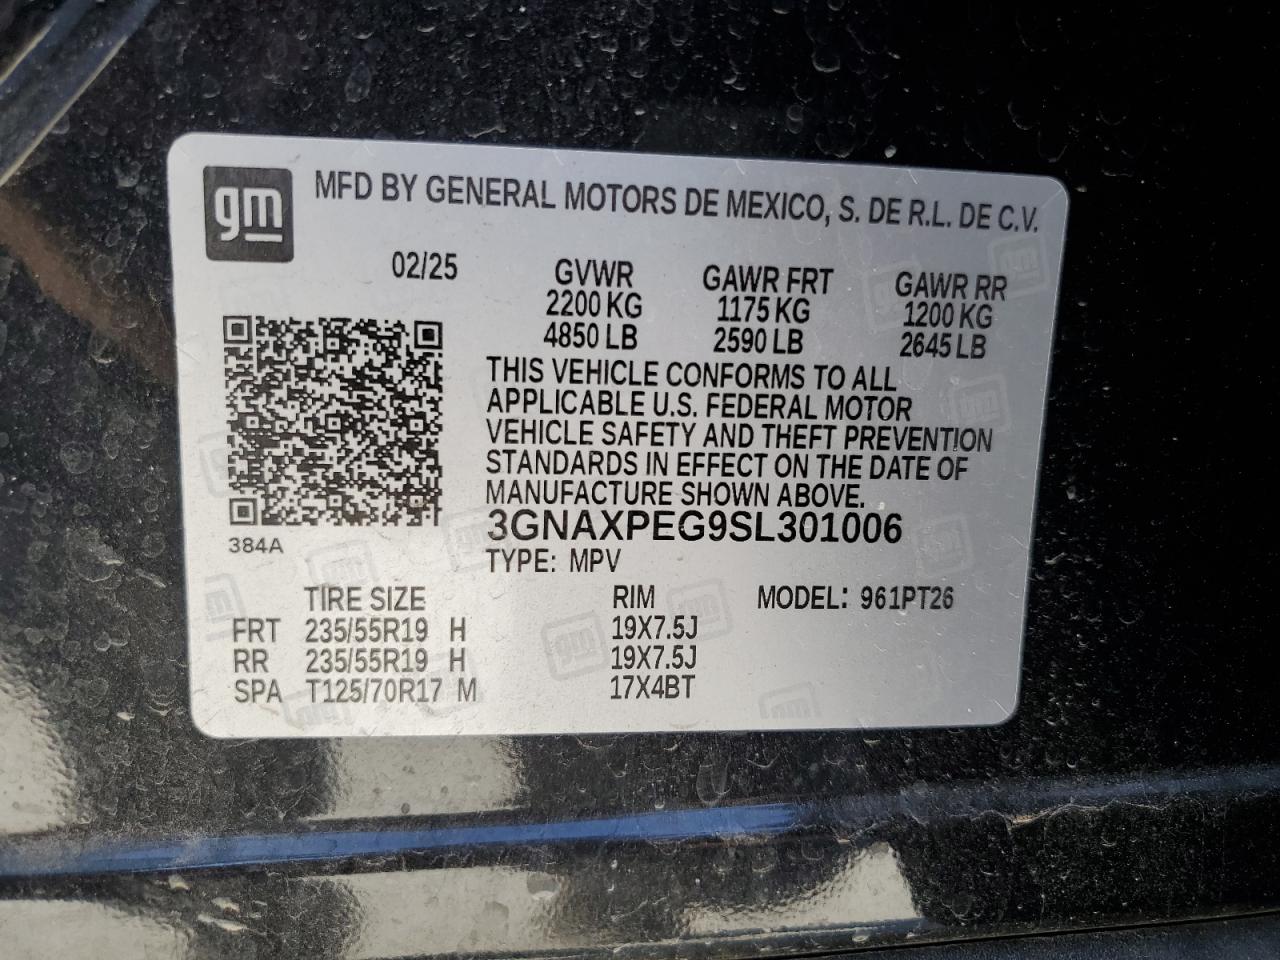 gm
MFD BY GENERAL MOTORS DE MEXICO, S. DE R.L. DE C.V.
02/25
GVWR GAWR FRT GAWR RR
2200 KG 1175 KG 1200 KG
4850 LB 2590 LB 2645 LB
THIS VEHICLE CONFORMS TO ALL
APPLICABLE U.S. FEDERAL MOTOR
VEHICLE SAFETY AND THEFT PREVENTION
STANDARDS IN EFFECT ON THE DATE OF
MANUFACTURE SHOWN ABOVE.
3GNAXPEG9SL301006
384A
TYPE: MPV
TIRE SIZE RIM MODEL: 961PT26
FRT 235/55R19 H 19X7.5J
RR 235/55R19 H 19X7.5J
SPA T125/70R17 M 17X4BT